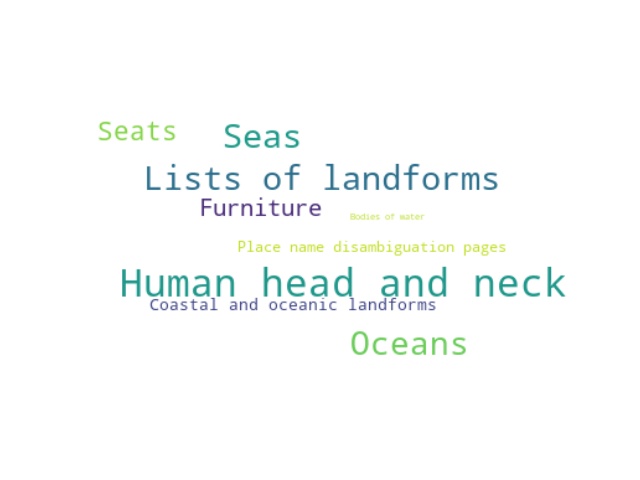 Seats
Seas
Lists of landforms
Furniture
Bodies of water
Place name disambiguation pages
Human head and neck
Coastal and oceanic landforms
Oceans